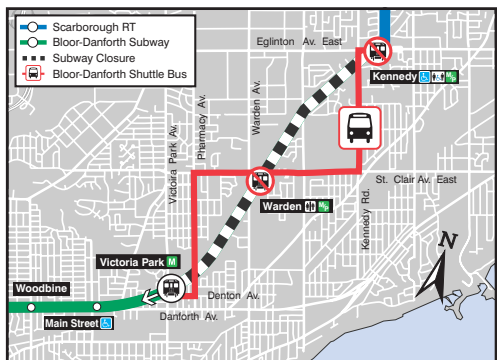 Scarborough RT
Bloor-Danforth Subway
Subway Closure
Bloor-Danforth Shuttle Bus
Eglinton Av. East
Kennedy
Victoira Park Av.
Pharmacy Av.
Warden Av.
St. Clair Av. East
Warden
Kennedy Rd.
N
Victoria Park M
Woodbine
Denton Av.
Main Street
Danforth Av.